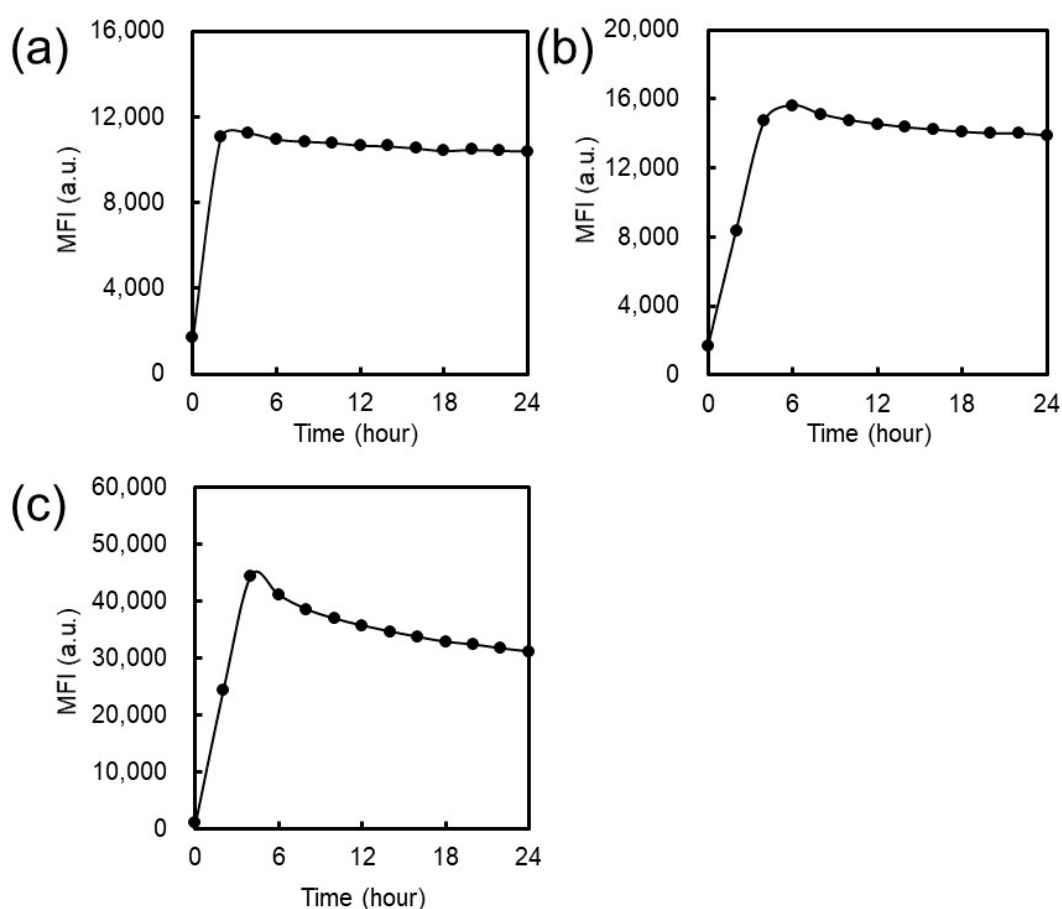 (a)
16,000
12,000
8,000
4,000
0
MFI (a.u.)
0 6 12 18 24
Time (hour)
(b)
20,000
16,000
12,000
8,000
4,000
0
MFI (a.u.)
0 6 12 18 24
Time (hour)
(c)
60,000
50,000
40,000
30,000
20,000
10,000
0
MFI (a.u.)
0 6 12 18 24
Time (hour)